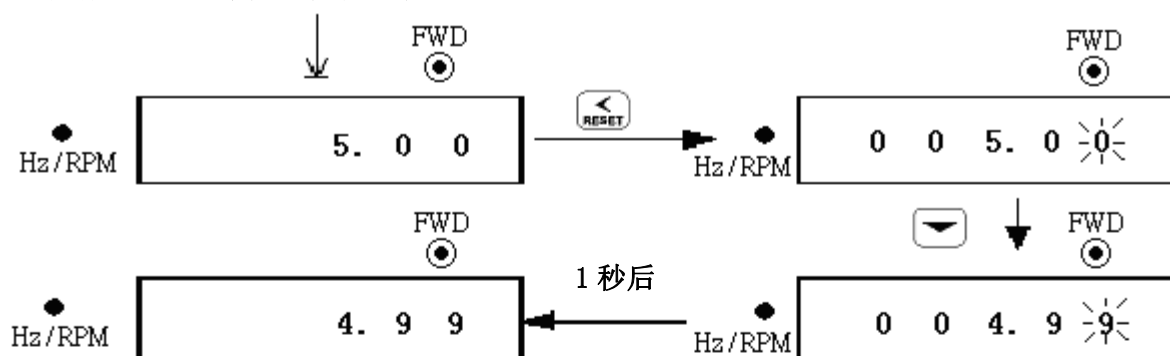 FWD
Hz/RPM
5. 0 0
< RESET
FWD
Hz/RPM
0 0 5. 0 0
FWD
Hz/RPM
0 0 4. 9 9
1 秒后
FWD
Hz/RPM
4. 9 9